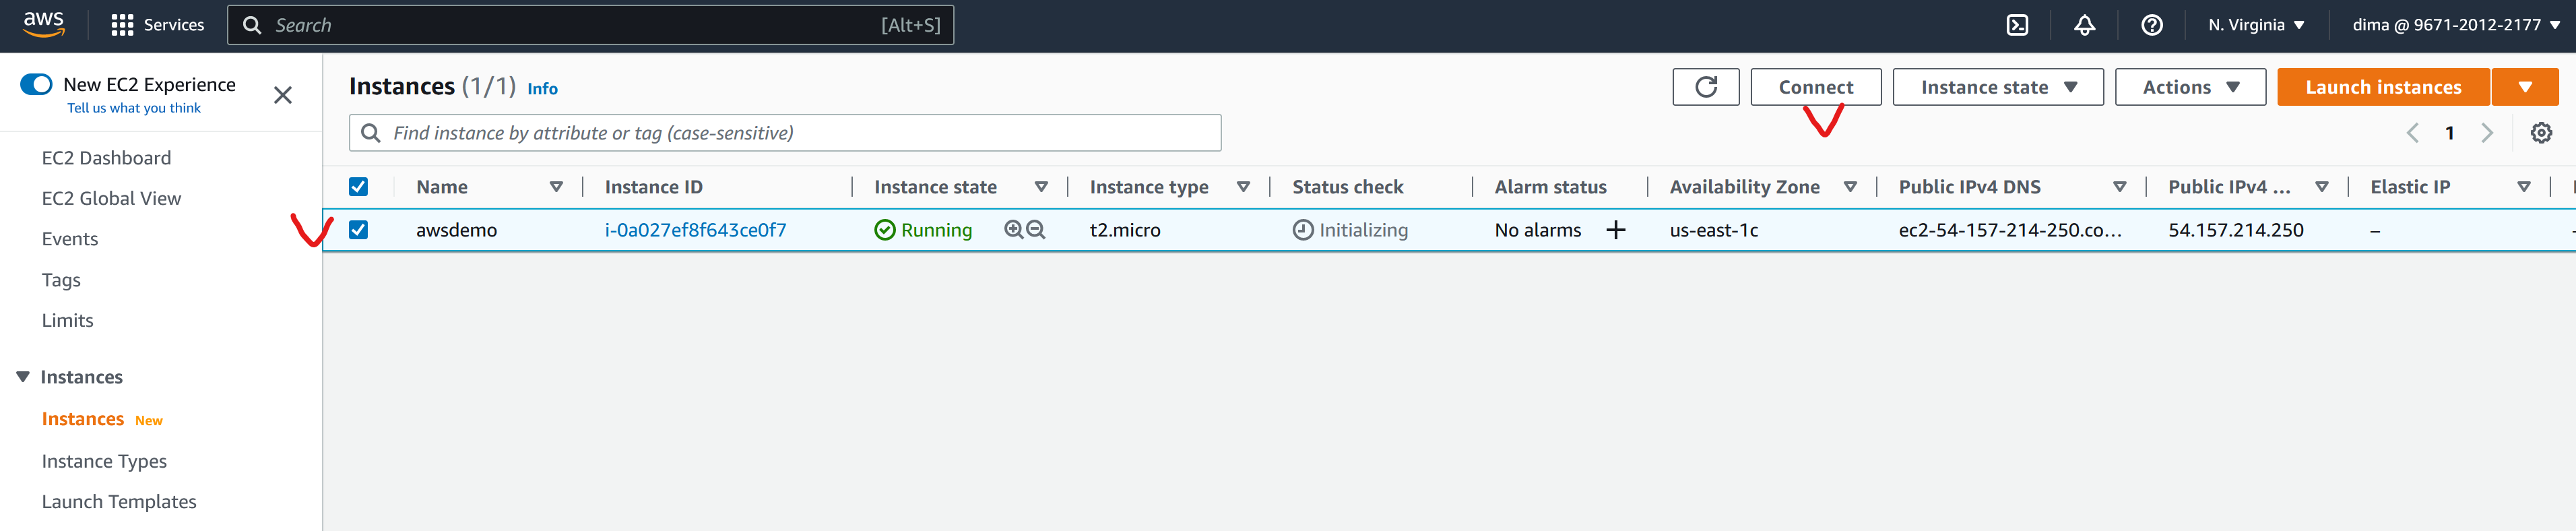 aws Services Search [Alt+S] N. Virginia dima @ 9671-2012-2177
New EC2 Experience
Tell us what you think
EC2 Dashboard
EC2 Global View
Events
Tags
Limits
Instances
Instances New
Instance Types
Launch Templates
Instances (1/1) Info Connect Instance state Actions Launch instances
Find instance by attribute or tag (case-sensitive) 1
Name Instance ID Instance state Instance type Status check Alarm status Availability Zone Public IPv4 DNS Public IPv4 ... Elastic IP
awsdemo i-0a027ef8f643ce0f7 Running t2.micro Initializing No alarms + us-east-1c ec2-54-157-214-250.co... 54.157.214.250 –